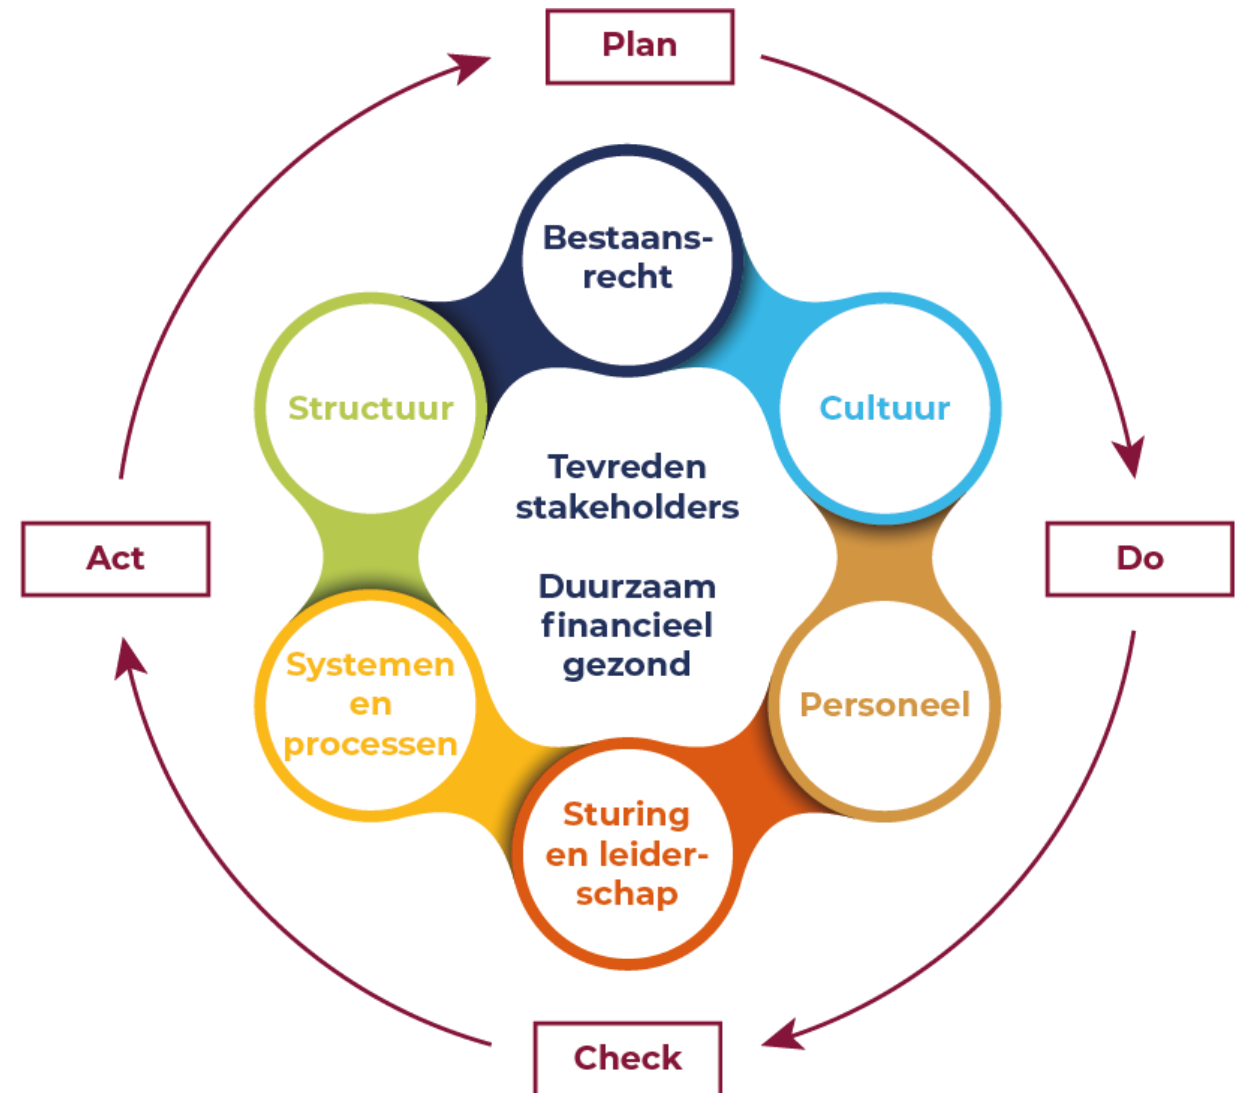 Plan
Bestaans-
recht
Structuur
Cultuur
Tevreden
stakeholders
Act
Do
Duurzaam
financieel
gezond
Systemen
en
processen
Personeel
Sturing
en leider-
schap
Check